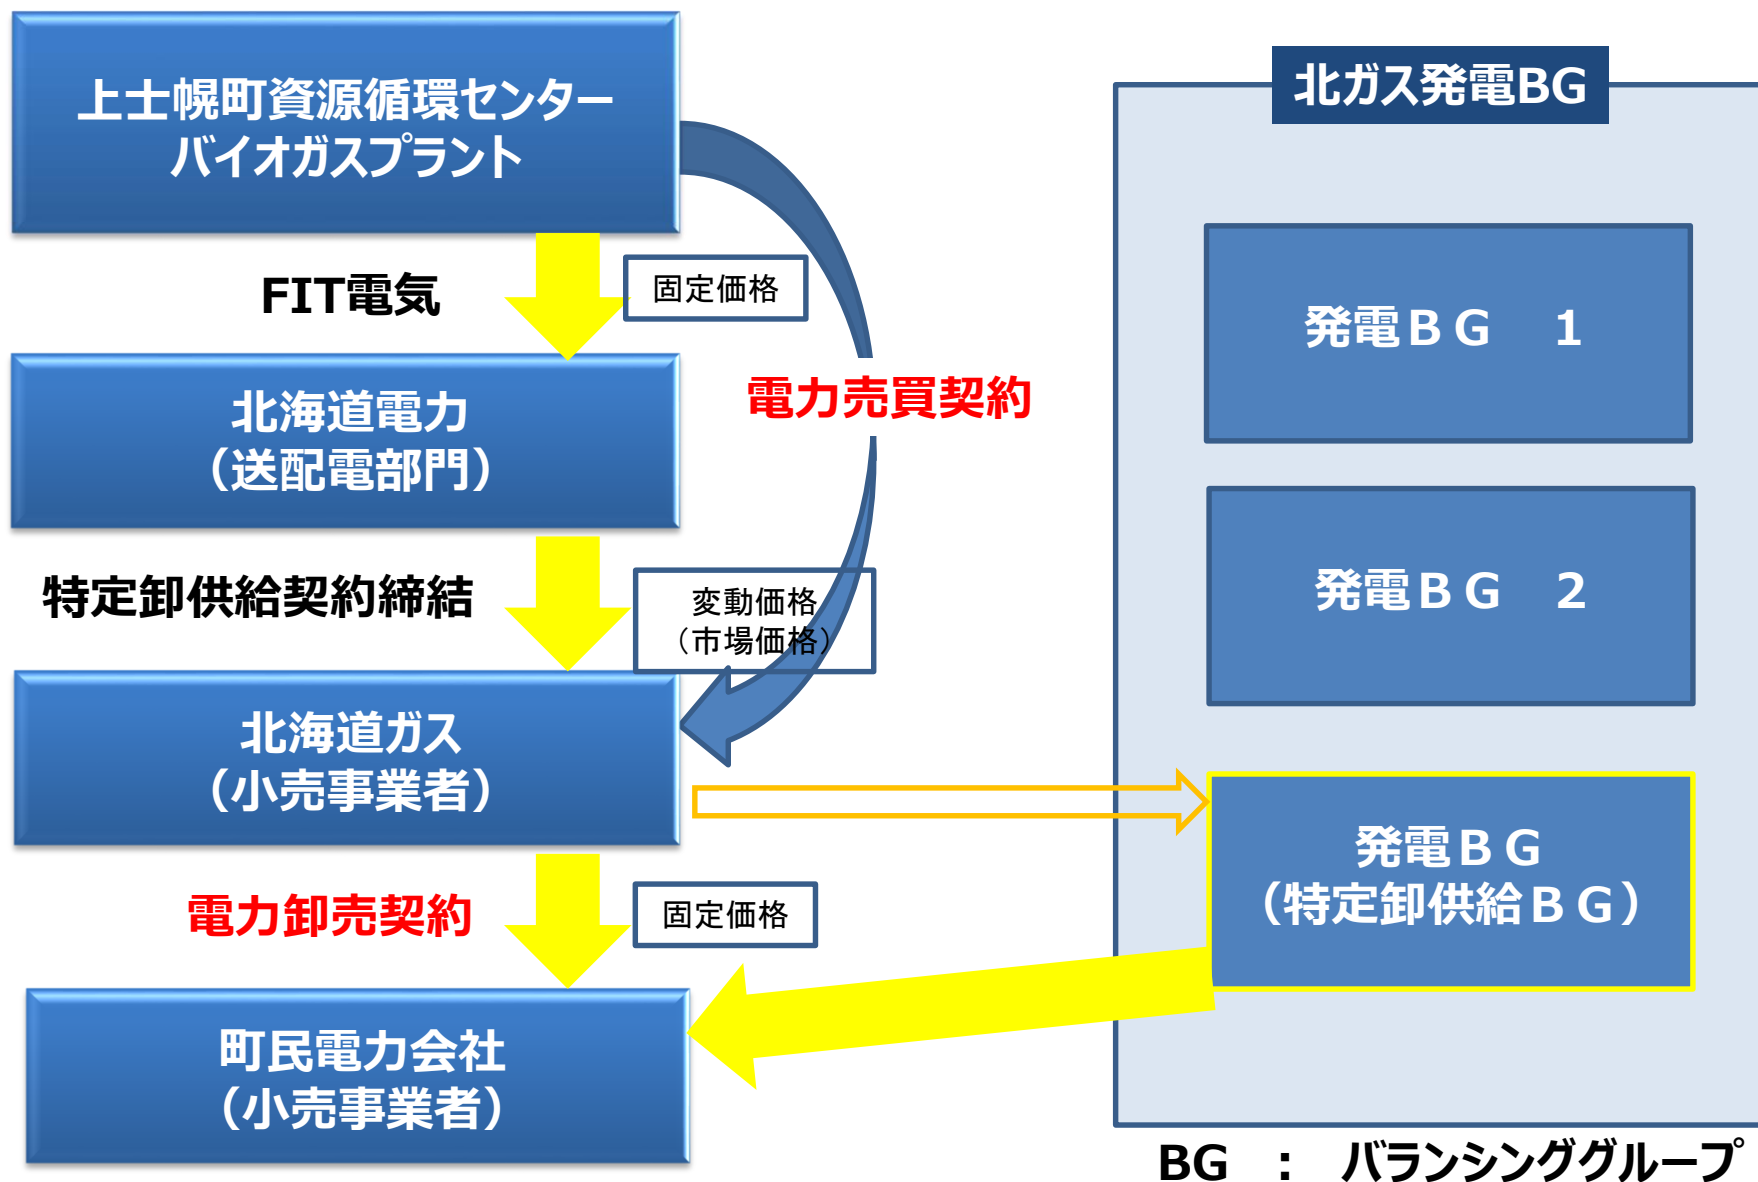 上士幌町資源循環センター
バイオガスプラント
FIT電気
固定価格
北海道電力
（送配電部門）
電力売買契約
特定卸供給契約締結
変動価格
（市場価格）
北海道ガス
（小売事業者）
電力卸売契約
固定価格
町民電力会社
（小売事業者）
北ガス発電BG
発電ＢＧ　１
発電ＢＧ　２
発電ＢＧ
（特定卸供給ＢＧ）
BG　：　バランシンググループ